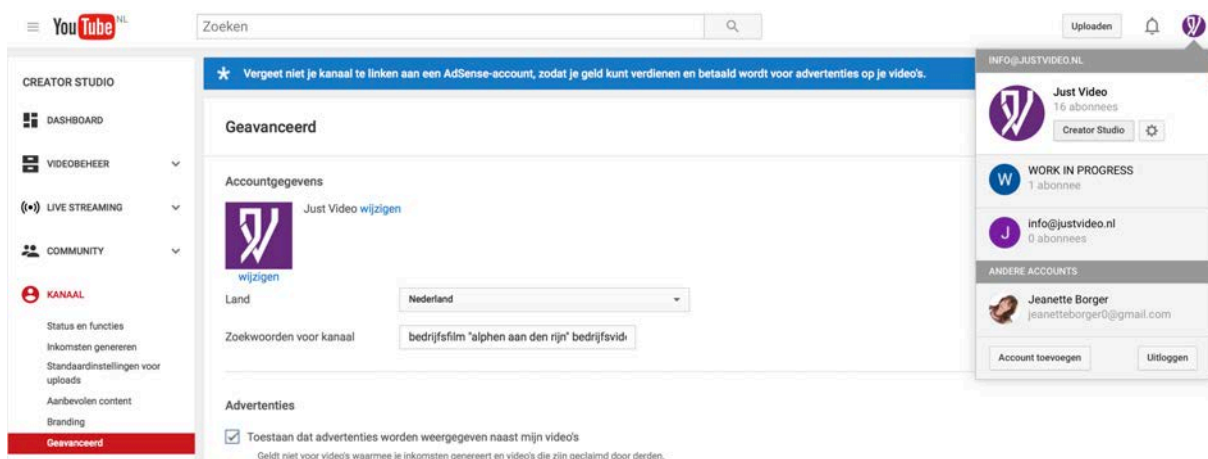 YouTube NL
Zoeken
Uploaden
CREATOR STUDIO
DASHBOARD
VIDEOBEHEER
LIVE STREAMING
COMMUNITY
KANAAL
Status en functies
Inkomsten genereren
Standaardinstellingen voor
uploads
Aanbevolen content
Branding
Geavanceerd
Vergeet niet je kanaal te linken aan een AdSense-account, zodat je geld kunt verdienen en betaald wordt voor advertenties op je video's.
Geavanceerd
Accountgegevens
Just Video wijzigen
wijzigen
Land
Nederland
Zoekwoorden voor kanaal
bedrijfsfilm "alphen aan den rijn" bedrijfsvid
Advertenties
Toestaan dat advertenties worden weergegeven naast mijn video's
Geldt niet voor video's waarmee je inkomsten genereert en video's die zijn geclaimd door derden.
INFO@JUSTVIDEO.NL
Just Video
16 abonnees
Creator Studio
W
WORK IN PROGRESS
1 abonnee
J
info@justvideo.nl
0 abonnees
ANDERE ACCOUNTS
Jeanette Borger
jeanetteborger0@gmail.com
Account toevoegen
Uitloggen